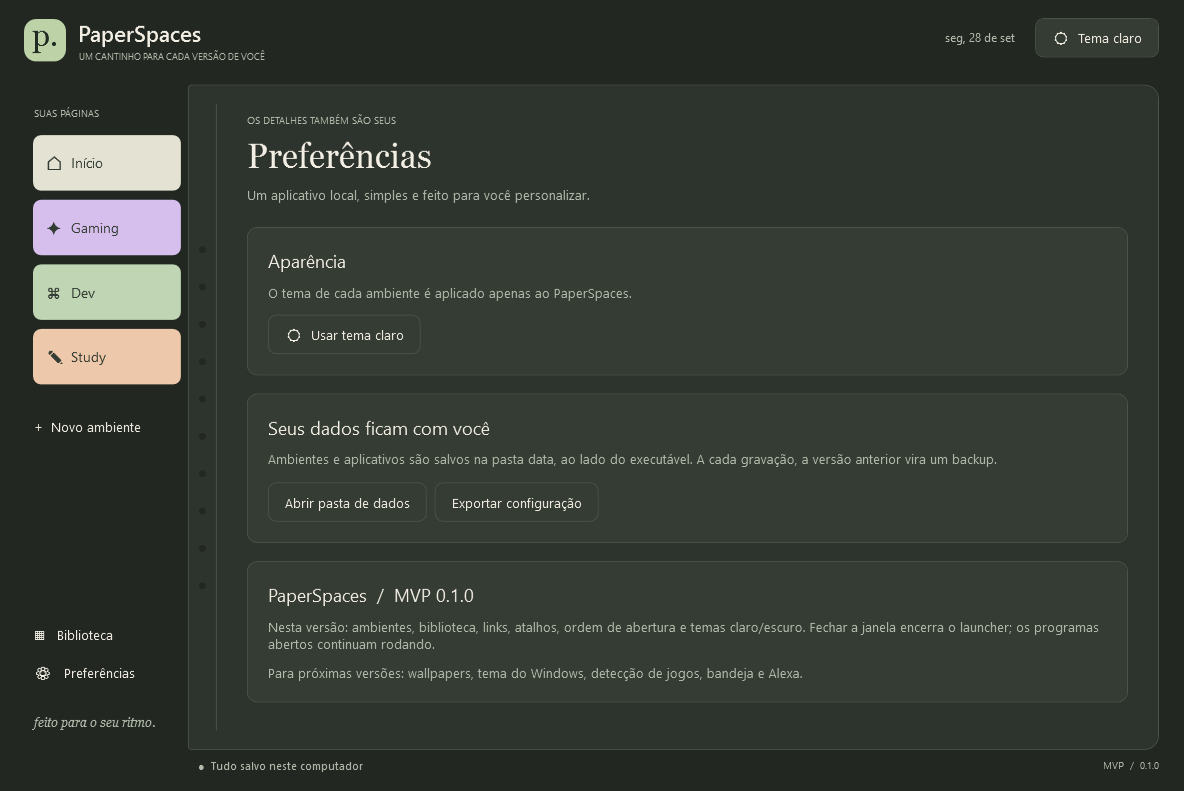 p.
PaperSpaces
UM CANTINHO PARA CADA VERSÃO DE VOCÊ
seg, 28 de set
Tema claro
SUAS PÁGINAS
Início
Gaming
Dev
Study
+ Novo ambiente
Biblioteca
Preferências
feito para o seu ritmo.
OS DETALHES TAMBÉM SÃO SEUS
Preferências
Um aplicativo local, simples e feito para você personalizar.
Aparência
O tema de cada ambiente é aplicado apenas ao PaperSpaces.
Usar tema claro
Seus dados ficam com você
Ambientes e aplicativos são salvos na pasta data, ao lado do executável. A cada gravação, a versão anterior vira um backup.
Abrir pasta de dados
Exportar configuração
PaperSpaces / MVP 0.1.0
Nesta versão: ambientes, biblioteca, links, atalhos, ordem de abertura e temas claro/escuro. Fechar a janela encerra o launcher; os programas
abertos continuam rodando.
Para próximas versões: wallpapers, tema do Windows, detecção de jogos, bandeja e Alexa.
Tudo salvo neste computador
MVP / 0.1.0